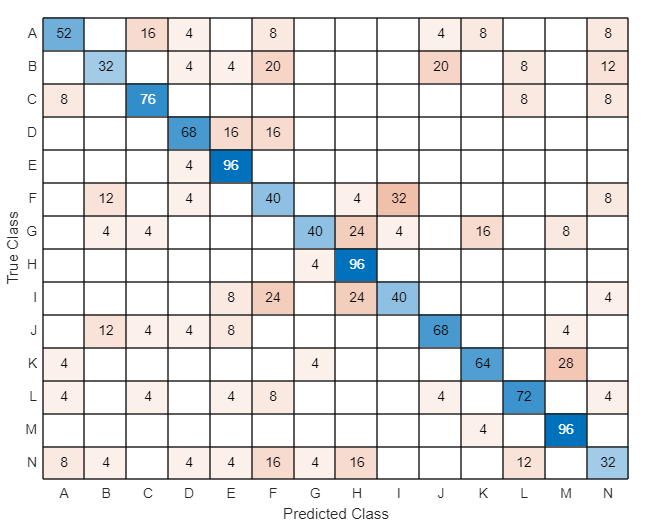 True Class
A 52 16 4 8 4 8 8
B 32 4 4 20 20 8 12
C 8 76 8 8
D 68 16 16
E 4 96
F 12 4 40 4 32 8
G 4 4 40 24 4 16 8
H 4 96
I 8 24 24 40 4
J 12 4 4 8 68 4
K 4 4 64 28
L 4 4 4 8 4 72 4
M 4 96
N 8 4 4 4 16 4 16 12 32
A B C D E F G H I J K L M N
Predicted Class